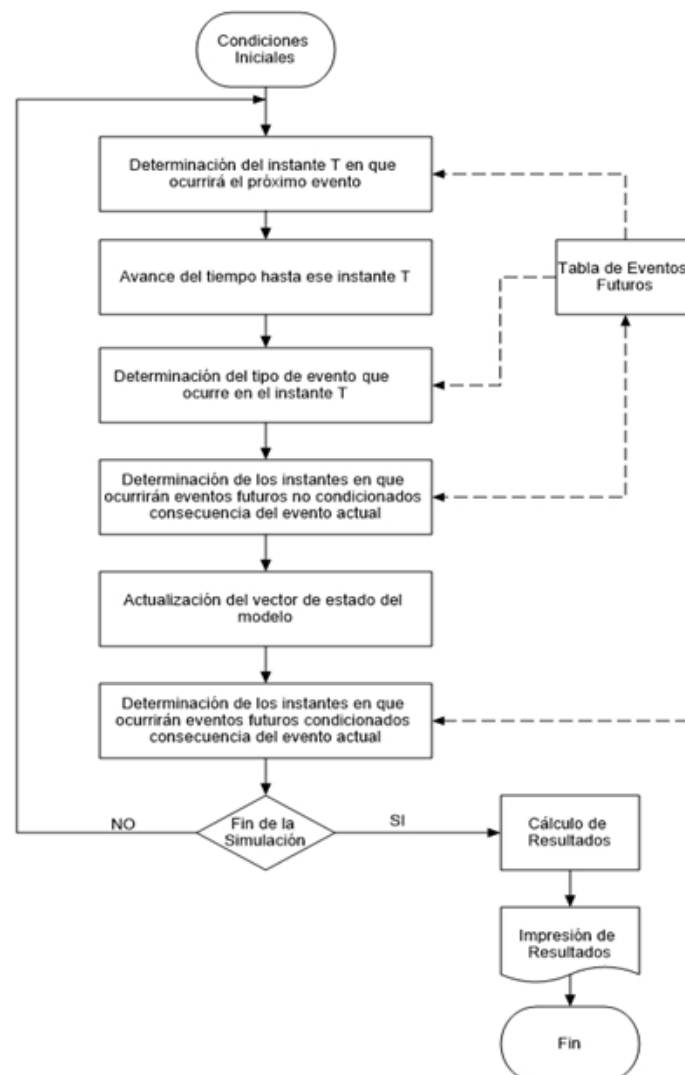 Condiciones
Iniciales
Determinación del instante T en que
ocurrirá el próximo evento
Avance del tiempo hasta ese instante T
Tabla de Eventos
Futuros
Determinación del tipo de evento que
ocurre en el instante T
Determinación de los instantes en que
ocurrirán eventos futuros no condicionados
consecuencia del evento actual
Actualización del vector de estado del
modelo
Determinación de los instantes en que
ocurrirán eventos futuros condicionados
consecuencia del evento actual
NO
Fin de la
Simulación
SI
Cálculo de
Resultados
Impresión de
Resultados
Fin